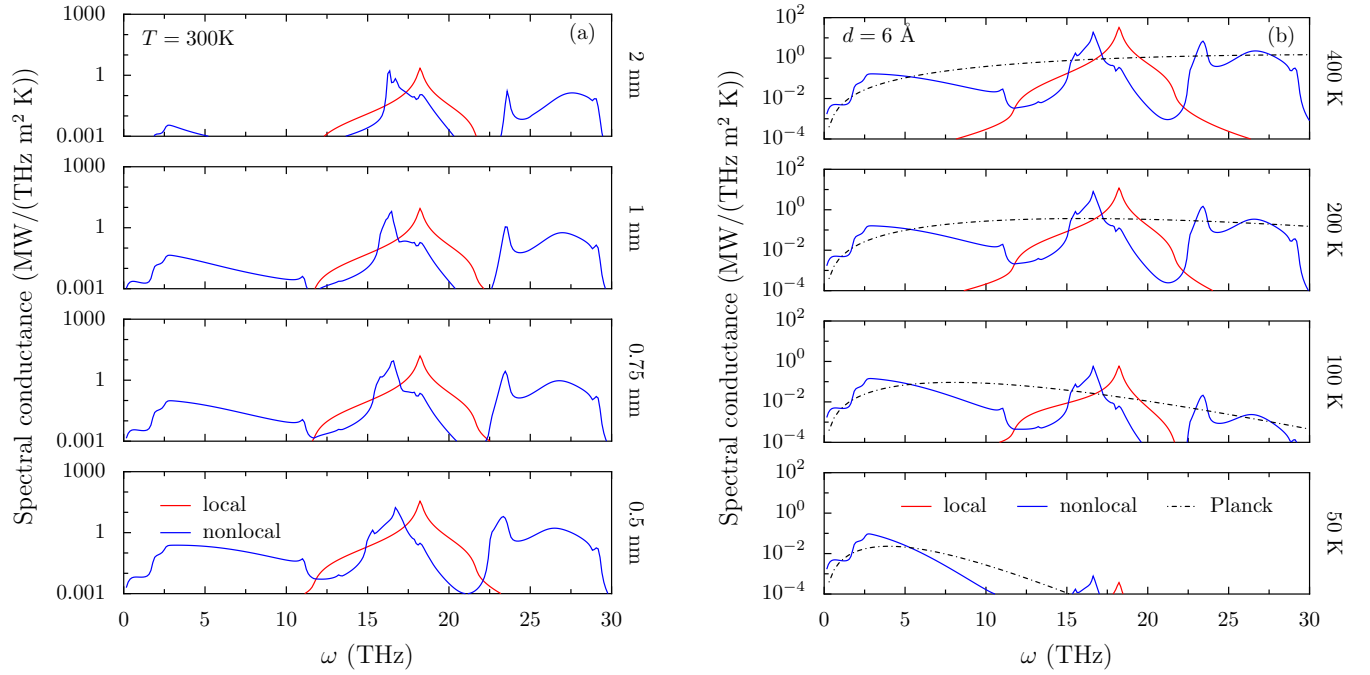 Spectral conductance (MW/(THz m² K))
T = 300K
(a)
1000
1
0.001
2 nm
1000
1
0.001
1 nm
1000
1
0.001
0.75 nm
1000
1
0.001
0.5 nm
local
nonlocal
0 5 10 15 20 25 30
ω (THz)
Spectral conductance (MW/(THz m² K))
d = 6 Å
(b)
10²
10⁰
10⁻²
10⁻⁴
400 K
10²
10⁰
10⁻²
10⁻⁴
200 K
10²
10⁰
10⁻²
10⁻⁴
100 K
10²
10⁰
10⁻²
10⁻⁴
50 K
local nonlocal Planck
0 5 10 15 20 25 30
ω (THz)